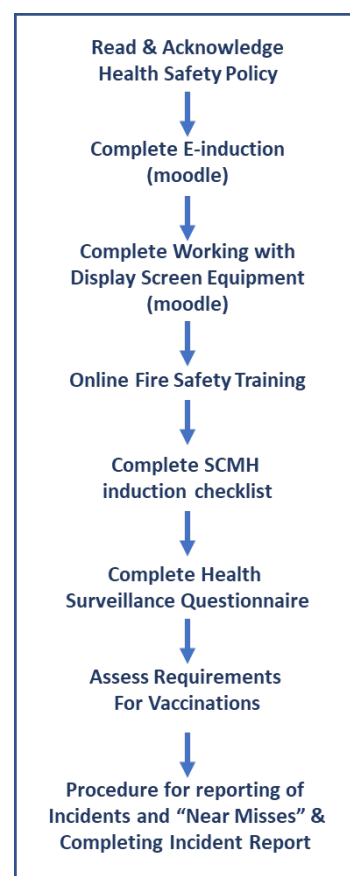 Read & Acknowledge
Health Safety Policy
Complete E-induction
(moodle)
Complete Working with
Display Screen Equipment
(moodle)
Online Fire Safety Training
Complete SCMH
induction checklist
Complete Health
Surveillance Questionnaire
Assess Requirements
For Vaccinations
Procedure for reporting of
Incidents and “Near Misses” &
Completing Incident Report